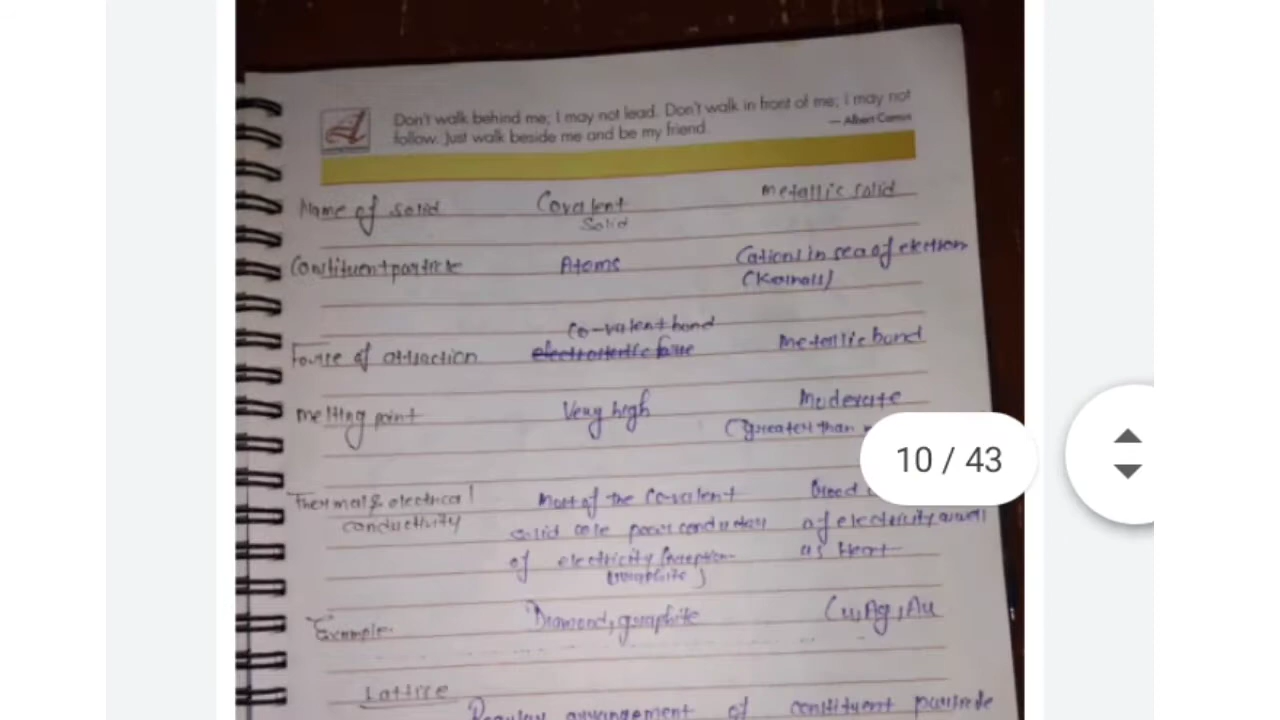 Don't walk behind me; I may not lead. Don't walk in front of me; I may not
follow. Just walk beside me and be my friend.
— Albert Camus
Name of solid Covalent Solid metallic solid
Constituent particle Atoms Cations in sea of electron
(Kernals)
Force of attraction Co-valent bond Metallic bond
melting point Very high Moderate
(greater than
Thermal & electrical Most of the Co-valent Good
conductivity solid are poor conductor of electricity as well
of electricity (exception as Heat
graphite)
Example Diamond, graphite Cu, Ag, Au
Lattice
Regular arrangement of constituent particle
10 / 43